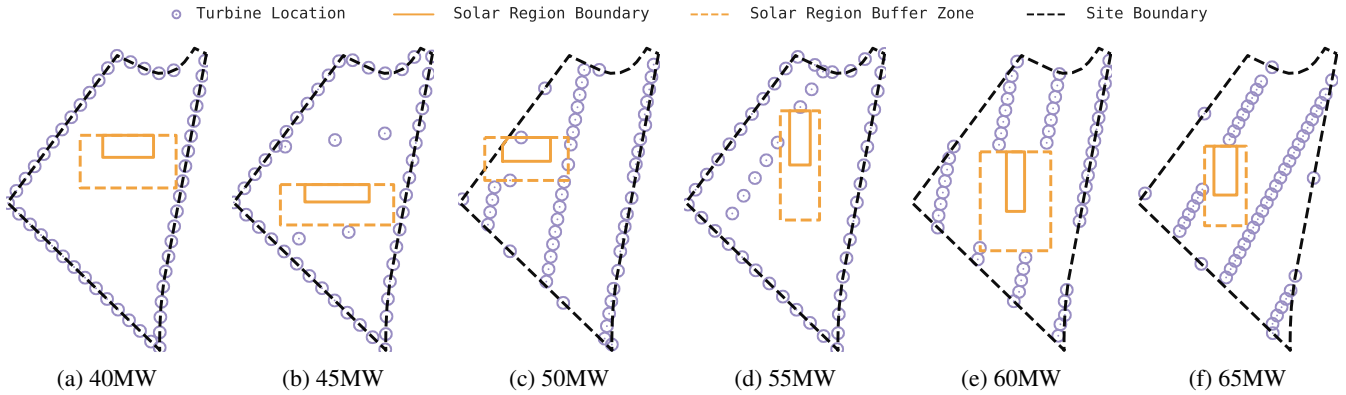 Turbine Location Solar Region Boundary Solar Region Buffer Zone Site Boundary
(a) 40MW (b) 45MW (c) 50MW (d) 55MW (e) 60MW (f) 65MW